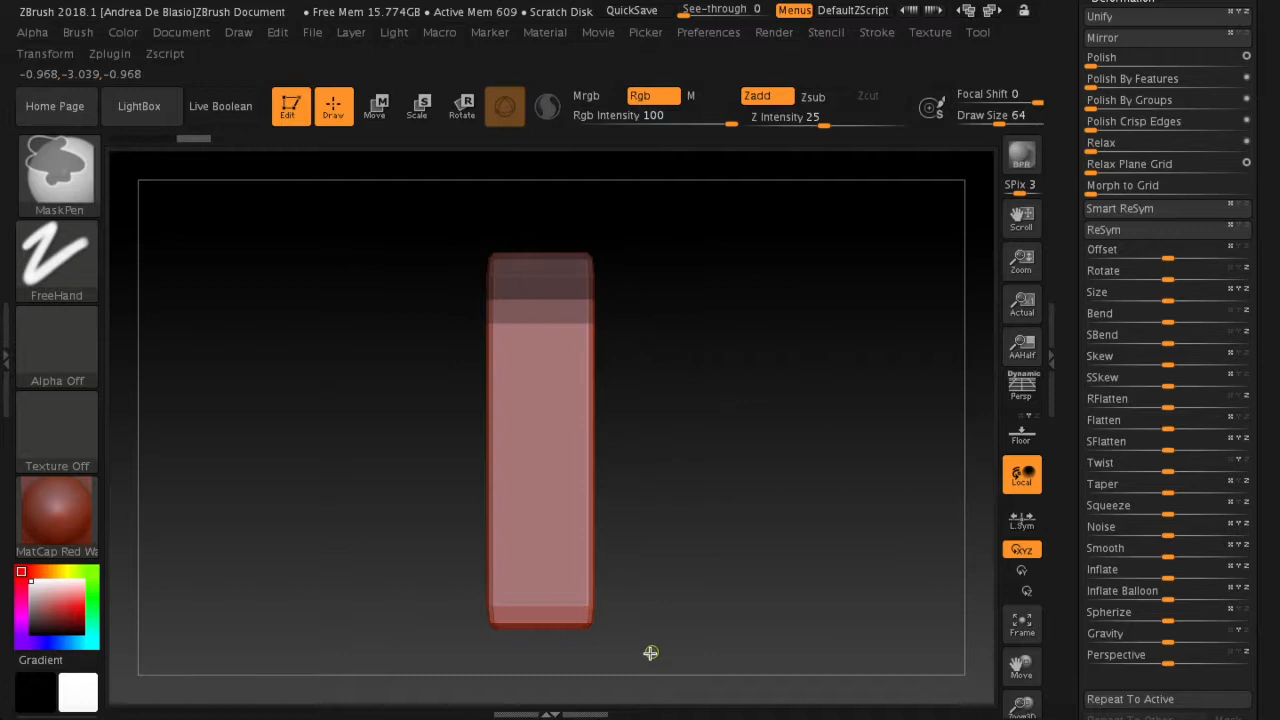 ZBrush 2018.1 [Andrea De Blasio]ZBrush Document • Free Mem 15.774GB • Active Mem 609 • Scratch Disk QuickSave See-through 0 Menus DefaultZScript
Alpha Brush Color Document Draw Edit File Layer Light Macro Marker Material Movie Picker Preferences Render Stencil Stroke Texture Tool
Transform Zplugin Zscript
-0.968,-3.039,-0.968
Home Page LightBox Live Boolean Edit Draw Move Scale Rotate
Mrgb Rgb M Zadd Zsub Zcut Focal Shift 0
Rgb Intensity 100 Z Intensity 25 Draw Size 64
MaskPen
FreeHand
Alpha Off
Texture Off
MatCap Red Wa
Gradient
BPR
SPix 3
Scroll
Zoom
Actual
AAHalf
Dynamic
Persp
Floor
Local
L.Sym
XYZ
Y
Z
Frame
Move
Zoom3D
Deformation
Unify
Mirror
Polish
Polish By Features
Polish By Groups
Polish Crisp Edges
Relax
Relax Plane Grid
Morph to Grid
Smart ReSym
ReSym
Offset
Rotate
Size
Bend
SBend
Skew
SSkew
RFlatten
Flatten
SFlatten
Twist
Taper
Squeeze
Noise
Smooth
Inflate
Inflate Balloon
Spherize
Gravity
Perspective
Repeat To Active